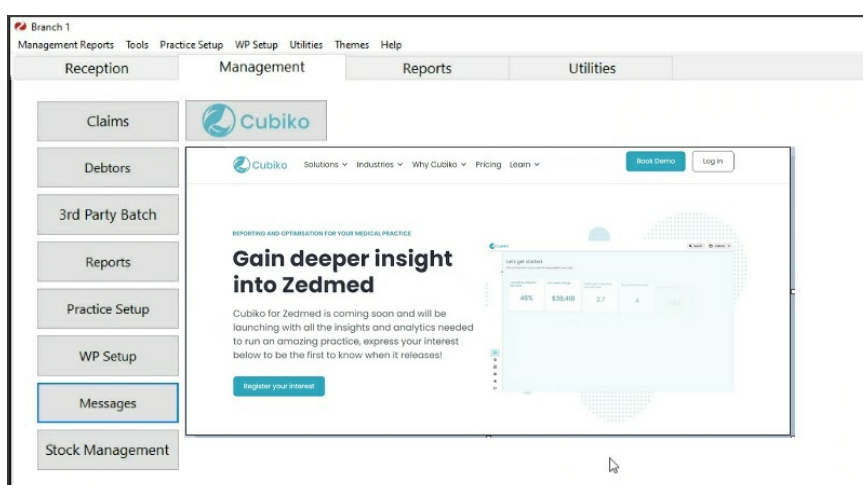 Branch 1
Management Reports Tools Practice Setup WP Setup Utilities Themes Help
Reception Management Reports Utilities
Claims
Cubiko
Debtors
3rd Party Batch
Reports
Practice Setup
WP Setup
Messages
Stock Management
Cubiko Solutions Industries Why Cubiko Pricing Learn Book Demo Log In
REPORTING AND OPTIMISATION FOR YOUR MEDICAL PRACTICE
Gain deeper insight
into Zedmed
Cubiko for Zedmed is coming soon and will be
launching with all the insights and analytics needed
to run an amazing practice, express your interest
below to be the first to know when it releases!
Register your interest
Let's get started
46% $38,418 2.7 4